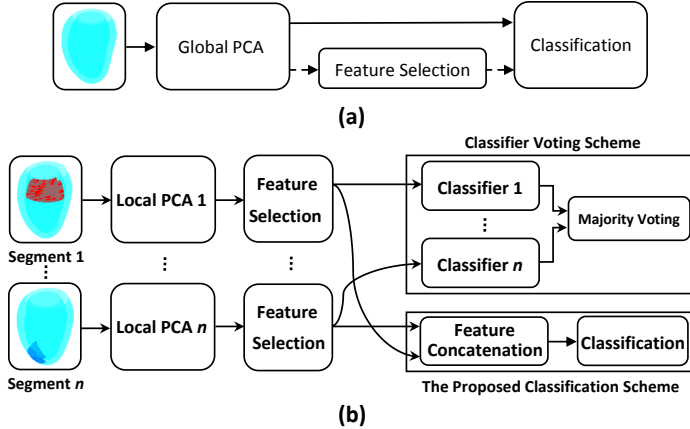 Global PCA
Feature Selection
Classification
(a)
Classifier Voting Scheme
Segment 1
Local PCA 1
Feature
Selection
Classifier 1
⋮
Classifier n
Majority Voting
⋮
⋮
⋮
Segment n
Local PCA n
Feature
Selection
Feature
Concatenation
Classification
The Proposed Classification Scheme
(b)